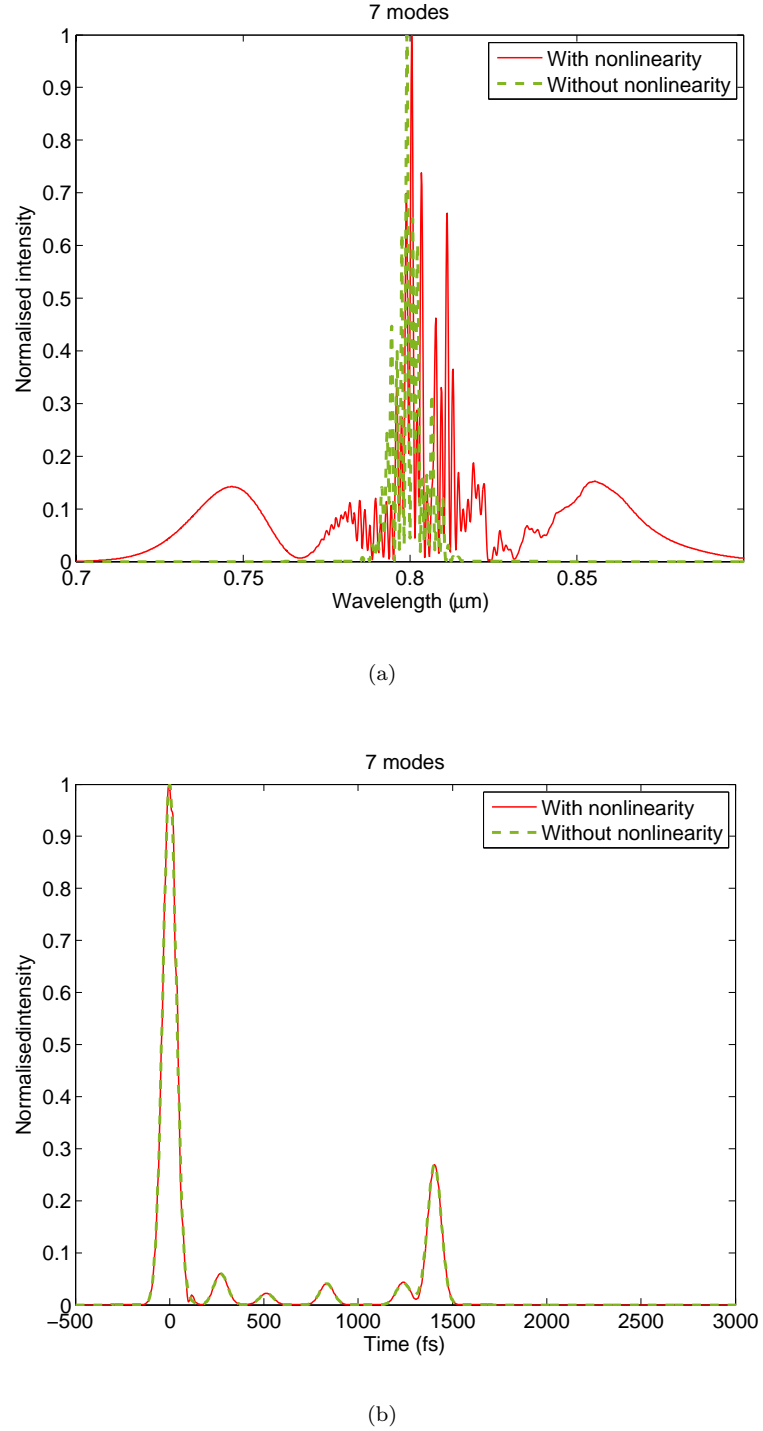 7 modes
With nonlinearity
Without nonlinearity
Normalised intensity
1
0.9
0.8
0.7
0.6
0.5
0.4
0.3
0.2
0.1
0
0.7 0.75 0.8 0.85
Wavelength (μm)
(a)
7 modes
With nonlinearity
Without nonlinearity
Normalisedintensity
1
0.9
0.8
0.7
0.6
0.5
0.4
0.3
0.2
0.1
0
−500 0 500 1000 1500 2000 2500 3000
Time (fs)
(b)